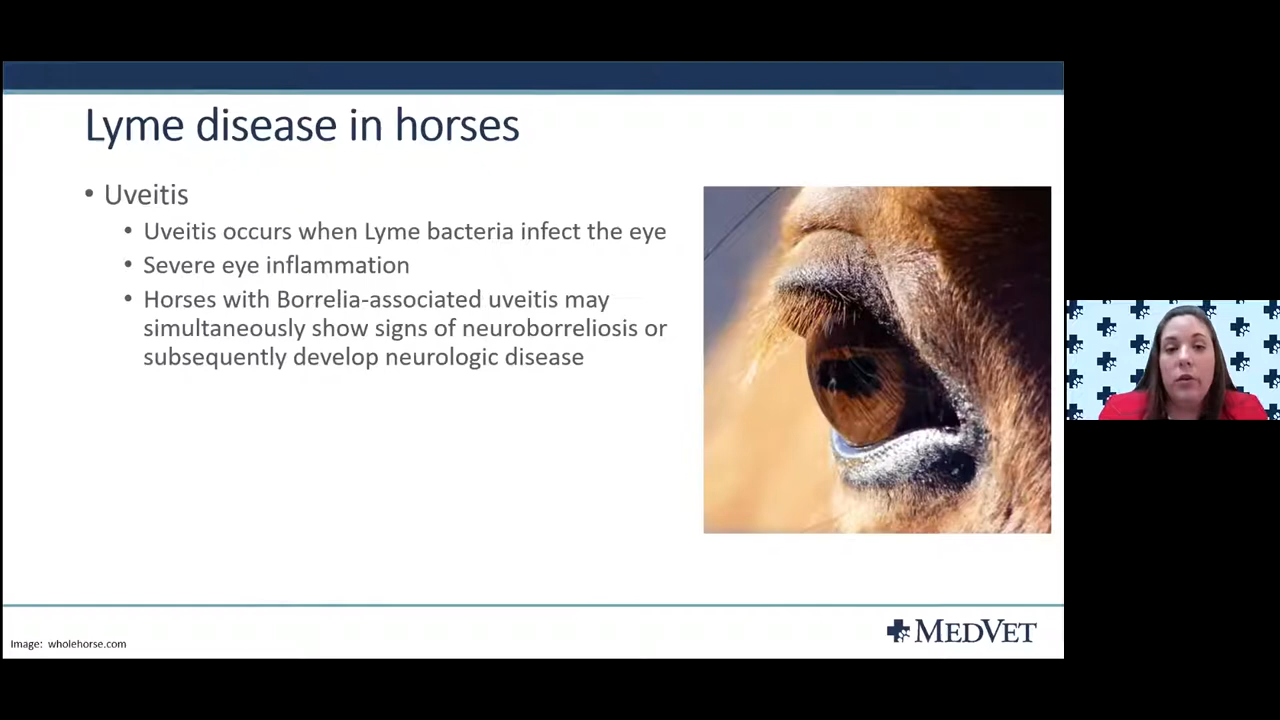 Lyme disease in horses
• Uveitis
• Uveitis occurs when Lyme bacteria infect the eye
• Severe eye inflammation
• Horses with Borrelia-associated uveitis may
simultaneously show signs of neuroborreliosis or
subsequently develop neurologic disease
Image: wholehorse.com
MEDVET